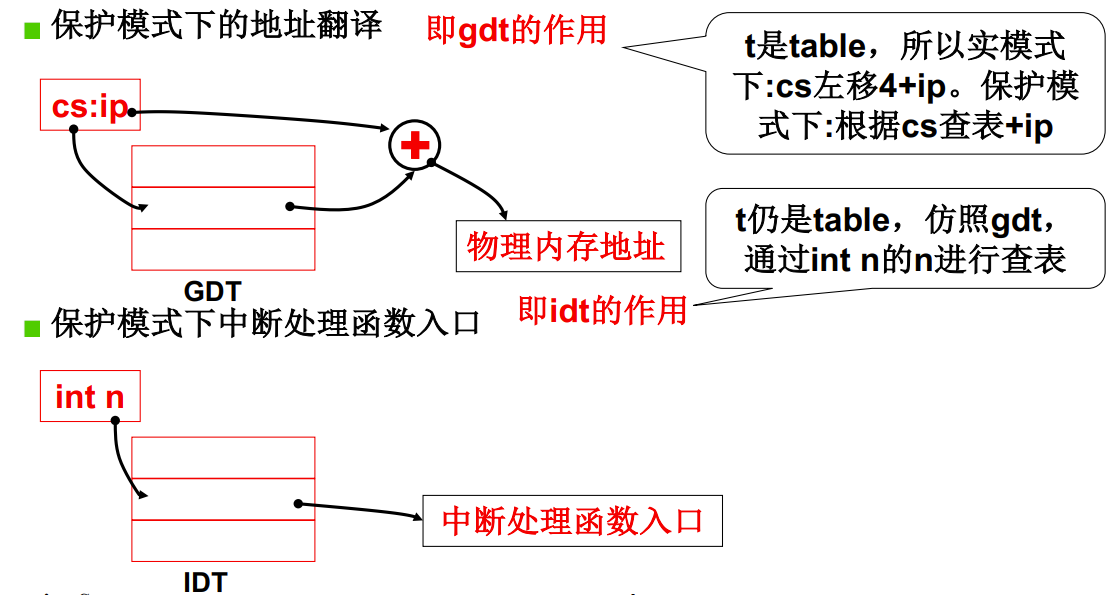 保护模式下的地址翻译
即gdt的作用
t是table，所以实模式
下:cs左移4+ip。保护模
式下:根据cs查表+ip
cs:ip
物理内存地址
GDT
t仍是table，仿照gdt，
通过int n的n进行查表
即idt的作用
保护模式下中断处理函数入口
int n
中断处理函数入口
IDT